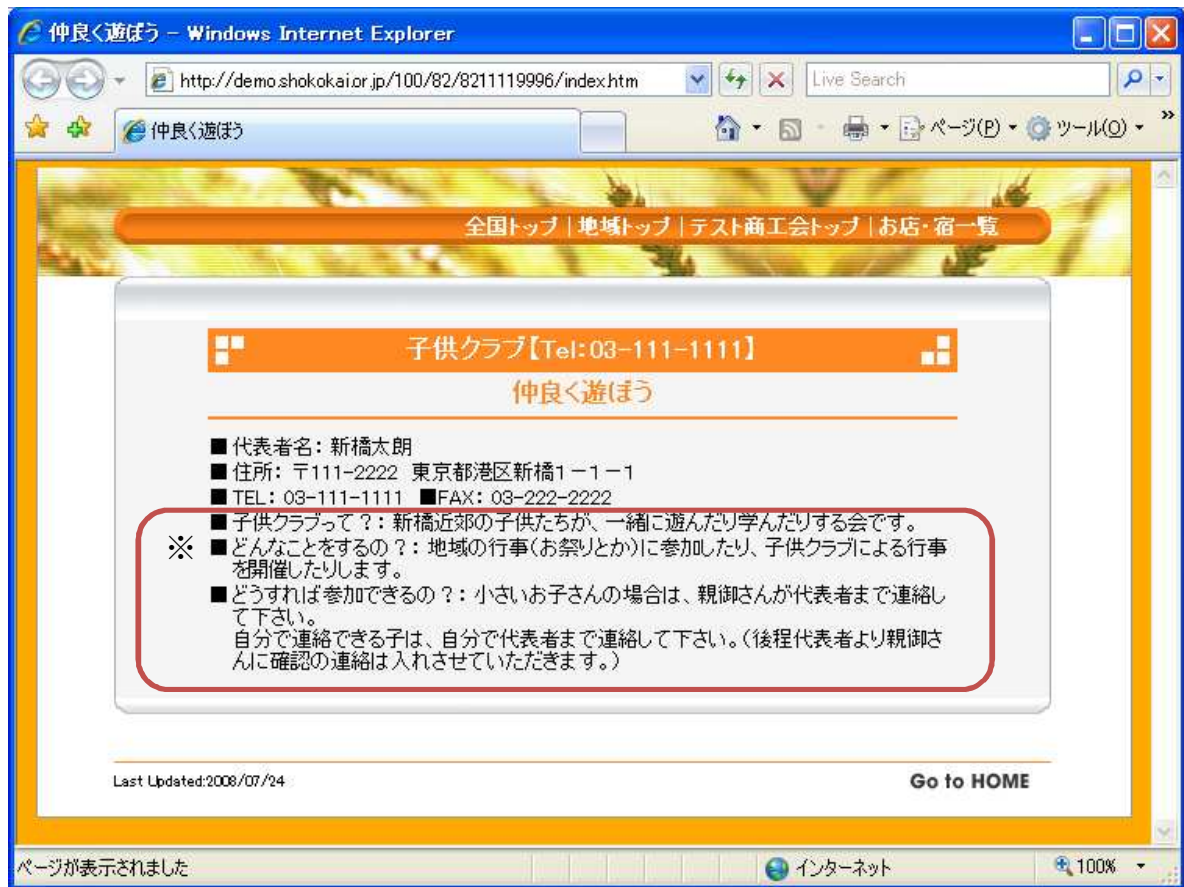 仲良く遊ぼう - Windows Internet Explorer
http://demo.shokokai.or.jp/100/82/8211119996/index.htm
Live Search
仲良く遊ぼう
ページ(P)
ツール(O)
»
全国トップ | 地域トップ | テスト商工会トップ | お店・宿一覧
子供クラブ【Tel:03-111-1111】
仲良く遊ぼう
■代表者名:新橋太朗
■住所:〒111-2222 東京都港区新橋1-1-1
■TEL:03-111-1111 ■FAX:03-222-2222
■子供クラブって?:新橋近郊の子供たちが、一緒に遊んだり学んだりする会です。
※ ■どんなことをするの?:地域の行事(お祭りとか)に参加したり、子供クラブによる行事
を開催したりします。
■どうすれば参加できるの?:小さいお子さんの場合は、親御さんが代表者まで連絡し
て下さい。
自分で連絡できる子は、自分で代表者まで連絡して下さい。(後程代表者より親御さ
んに確認の連絡は入れさせていただきます。)
Last Updated:2008/07/24
Go to HOME
ページが表示されました
インターネット
100%